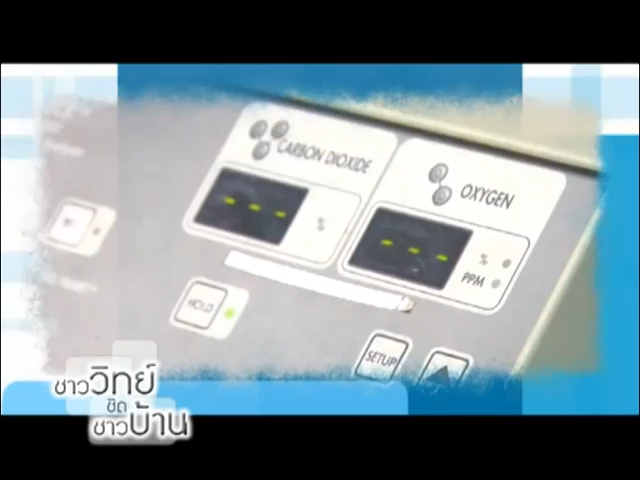 CARBON DIOXIDE
OXYGEN
%
%
PPM
HOLD
SETUP
ชาววิทย์
ชิด
ชาวบ้าน